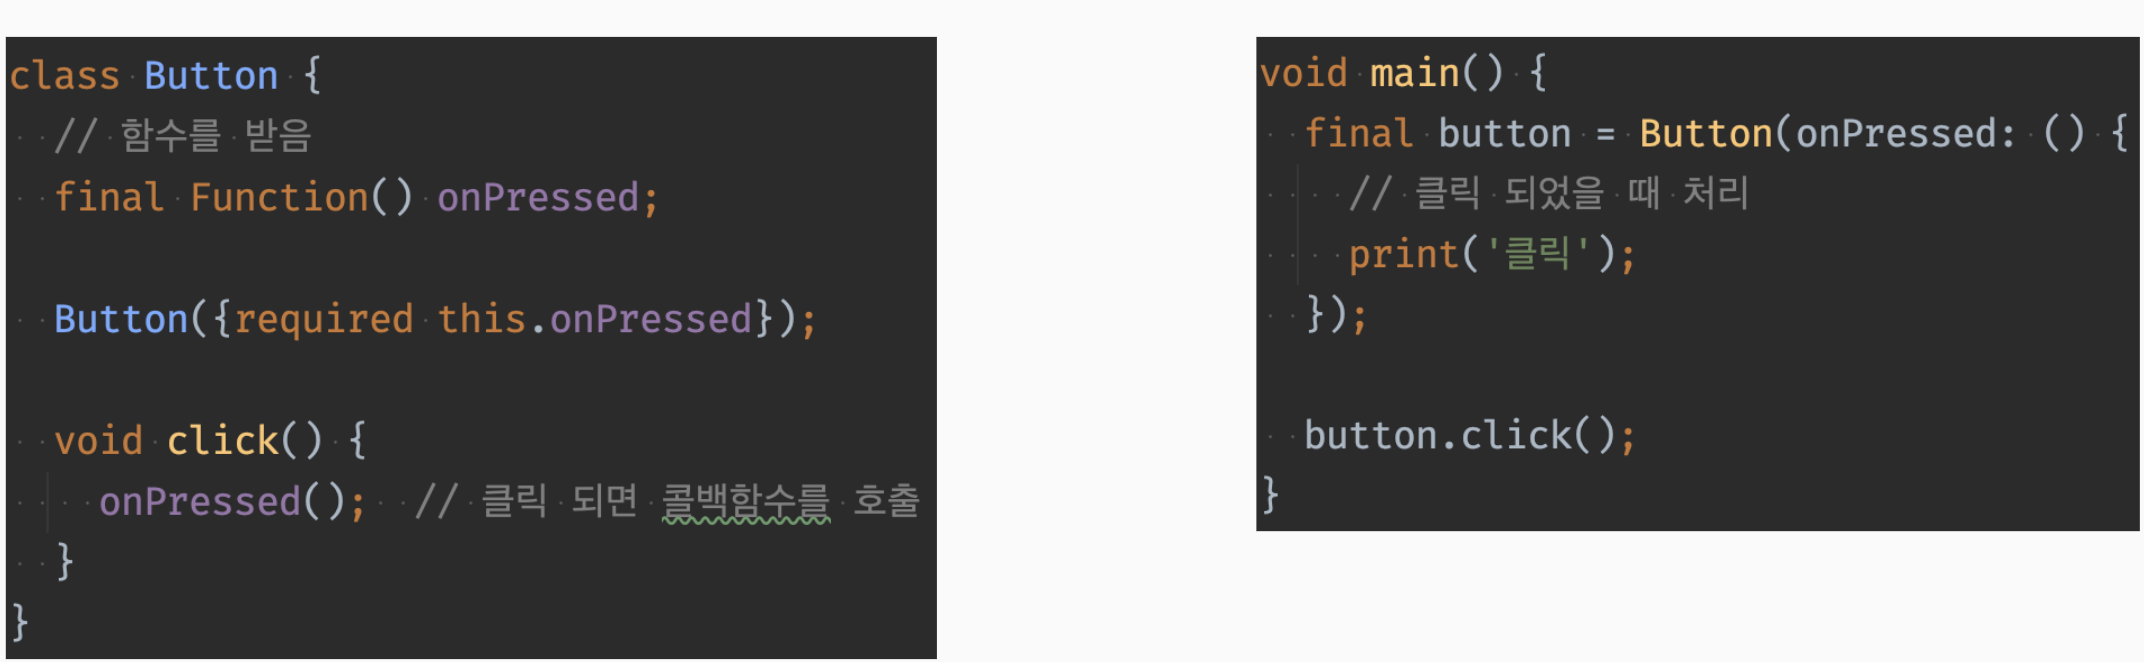 class Button {
// 함수를 받음
final Function() onPressed;
Button({required this.onPressed});
void click() {
onPressed(); // 클릭 되면 콜백함수를 호출
}
}
void main() {
final button = Button(onPressed: () {
// 클릭 되었을 때 처리
print('클릭');
});
button.click();
}